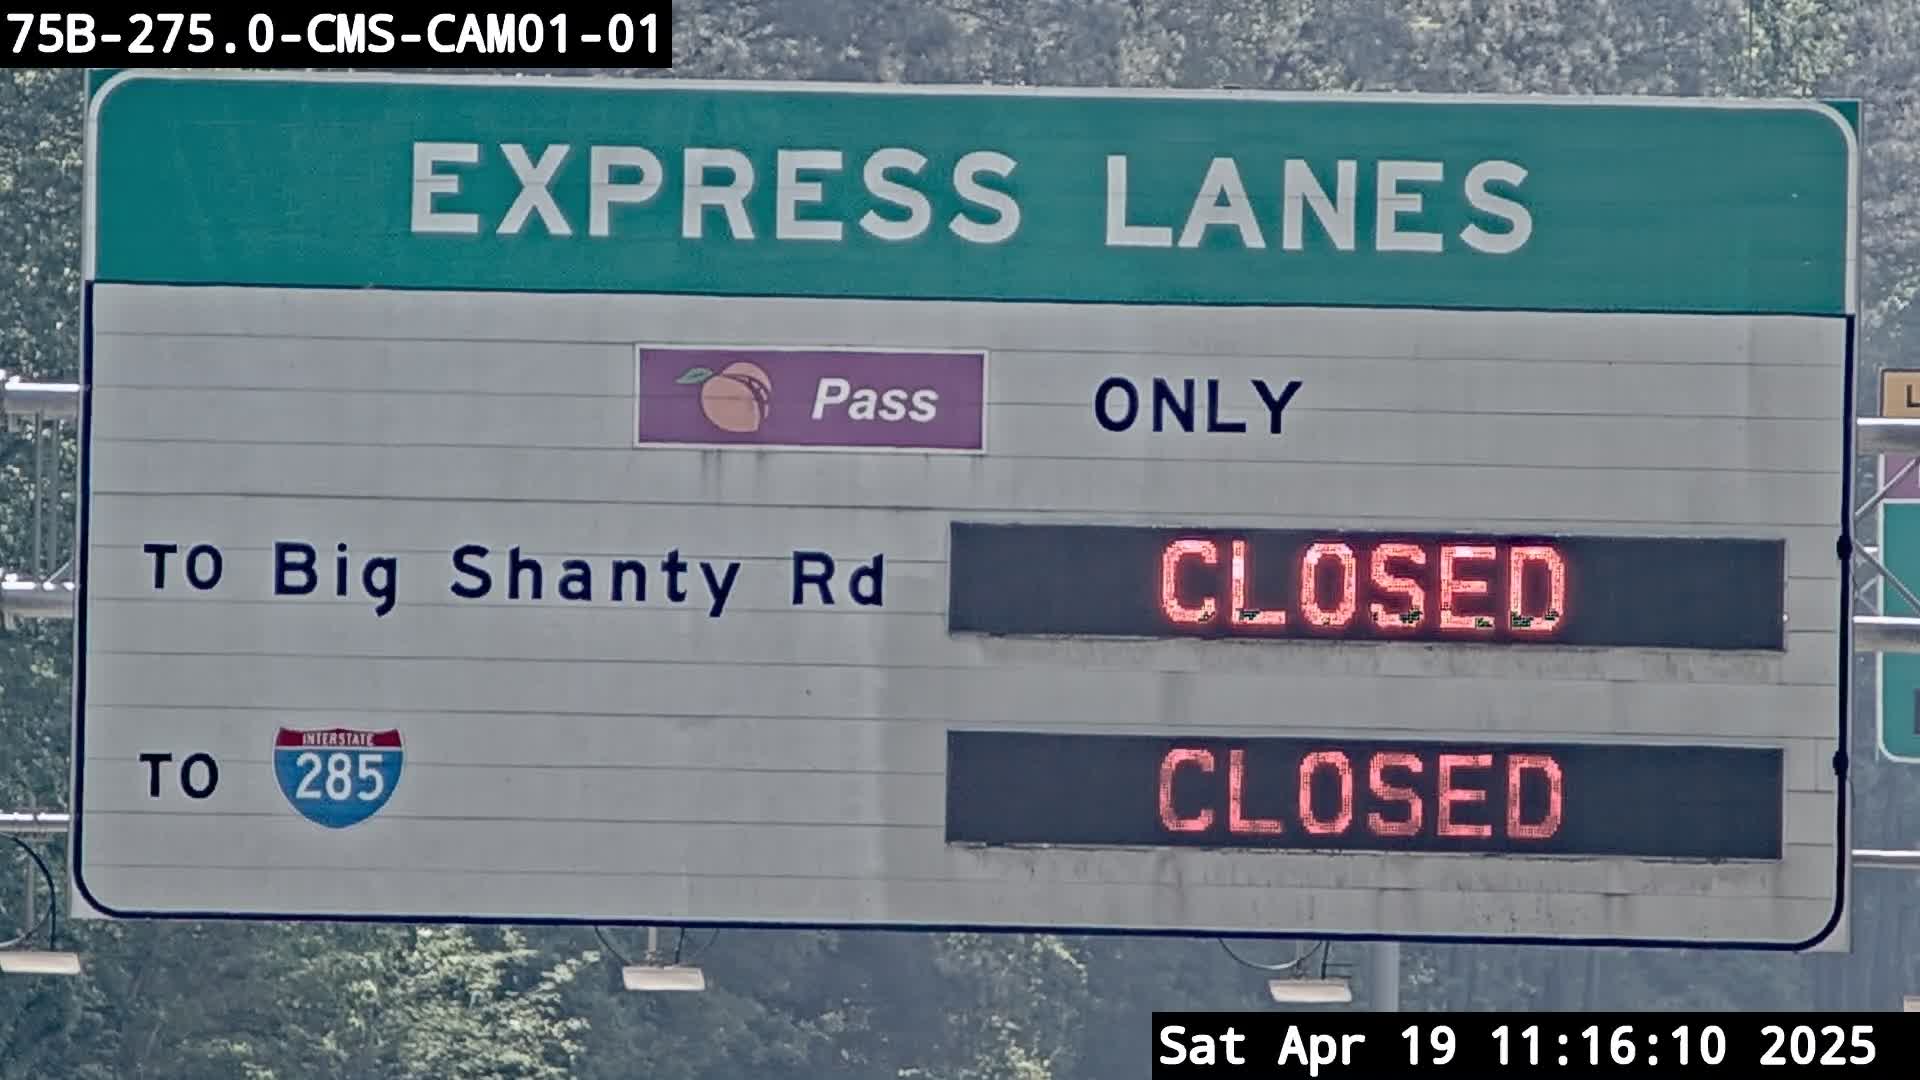 75B-275.0-CMS-CAM01-01
EXPRESS LANES
Pass ONLY
TO Big Shanty Rd CLOSED
TO INTERSTATE 285 CLOSED
Sat Apr 19 11:16:10 2025